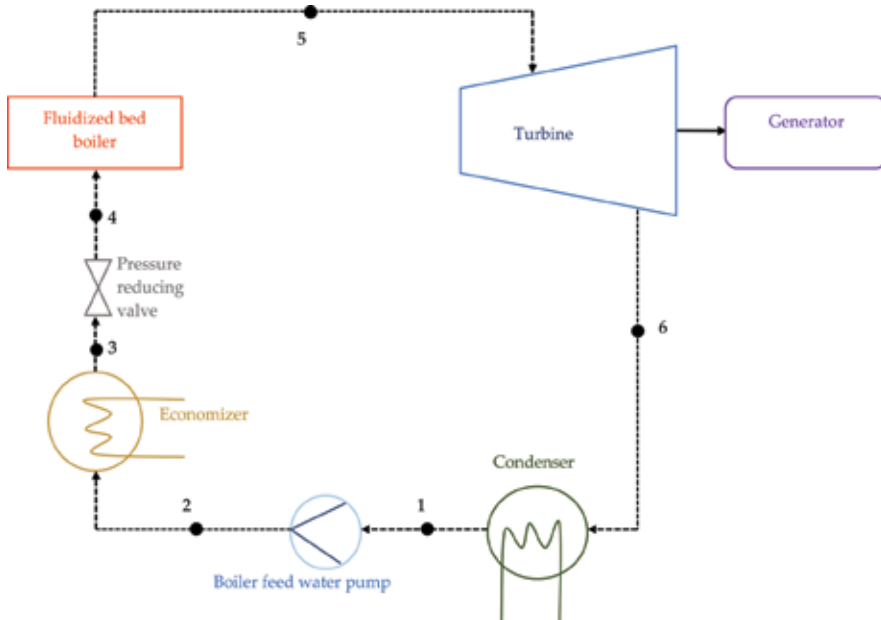 5
Fluidized bed
boiler
Turbine
Generator
4
Pressure
reducing
valve
6
3
Economizer
Condenser
2
1
Boiler feed water pump